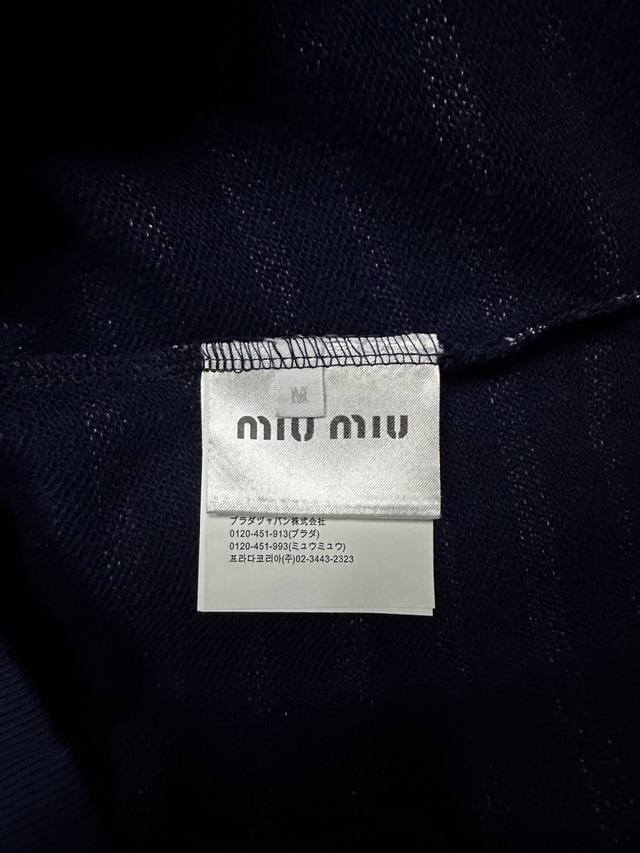 M
miu miu
プラダジャパン株式会社
0120-451-913(プラダ)
0120-451-993(ミュウミュウ)
프라다코리아(주)02-3443-2323